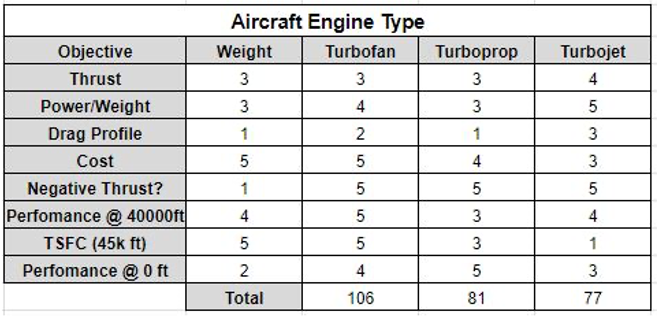 Aircraft Engine Type
Objective Weight Turbofan Turboprop Turbojet
Thrust 3 3 3 4
Power/Weight 3 4 3 5
Drag Profile 1 2 1 3
Cost 5 5 4 3
Negative Thrust? 1 5 5 5
Perfomance @ 40000ft 4 5 3 4
TSFC (45k ft) 5 5 3 1
Perfomance @ 0 ft 2 4 5 3
Total 106 81 77